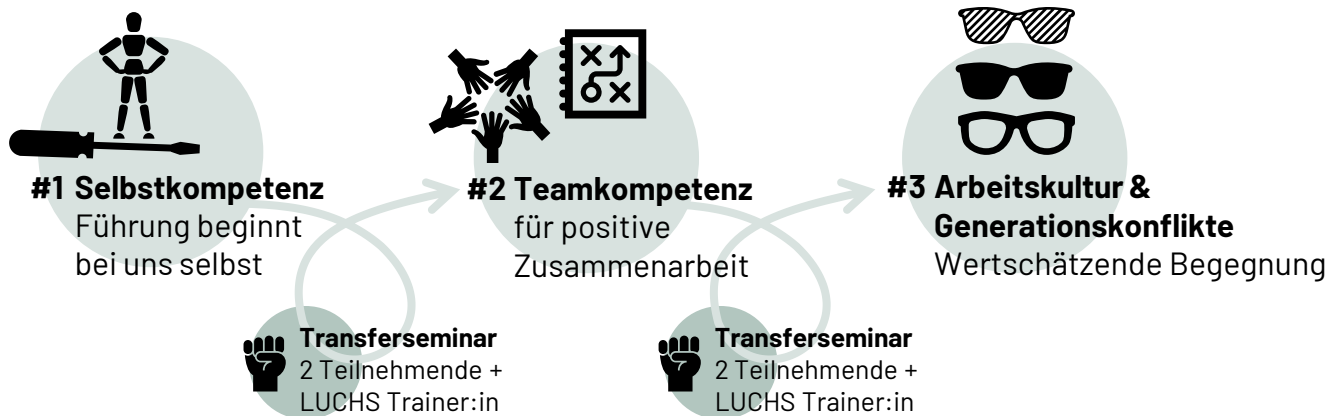 #1 Selbstkompetenz
Führung beginnt
bei uns selbst
#2 Teamkompetenz
für positive
Zusammenarbeit
#3 Arbeitskultur &
Generationskonflikte
Wertschätzende Begegnung
Transferseminar
2 Teilnehmende +
LUCHS Trainer:in
Transferseminar
2 Teilnehmende +
LUCHS Trainer:in